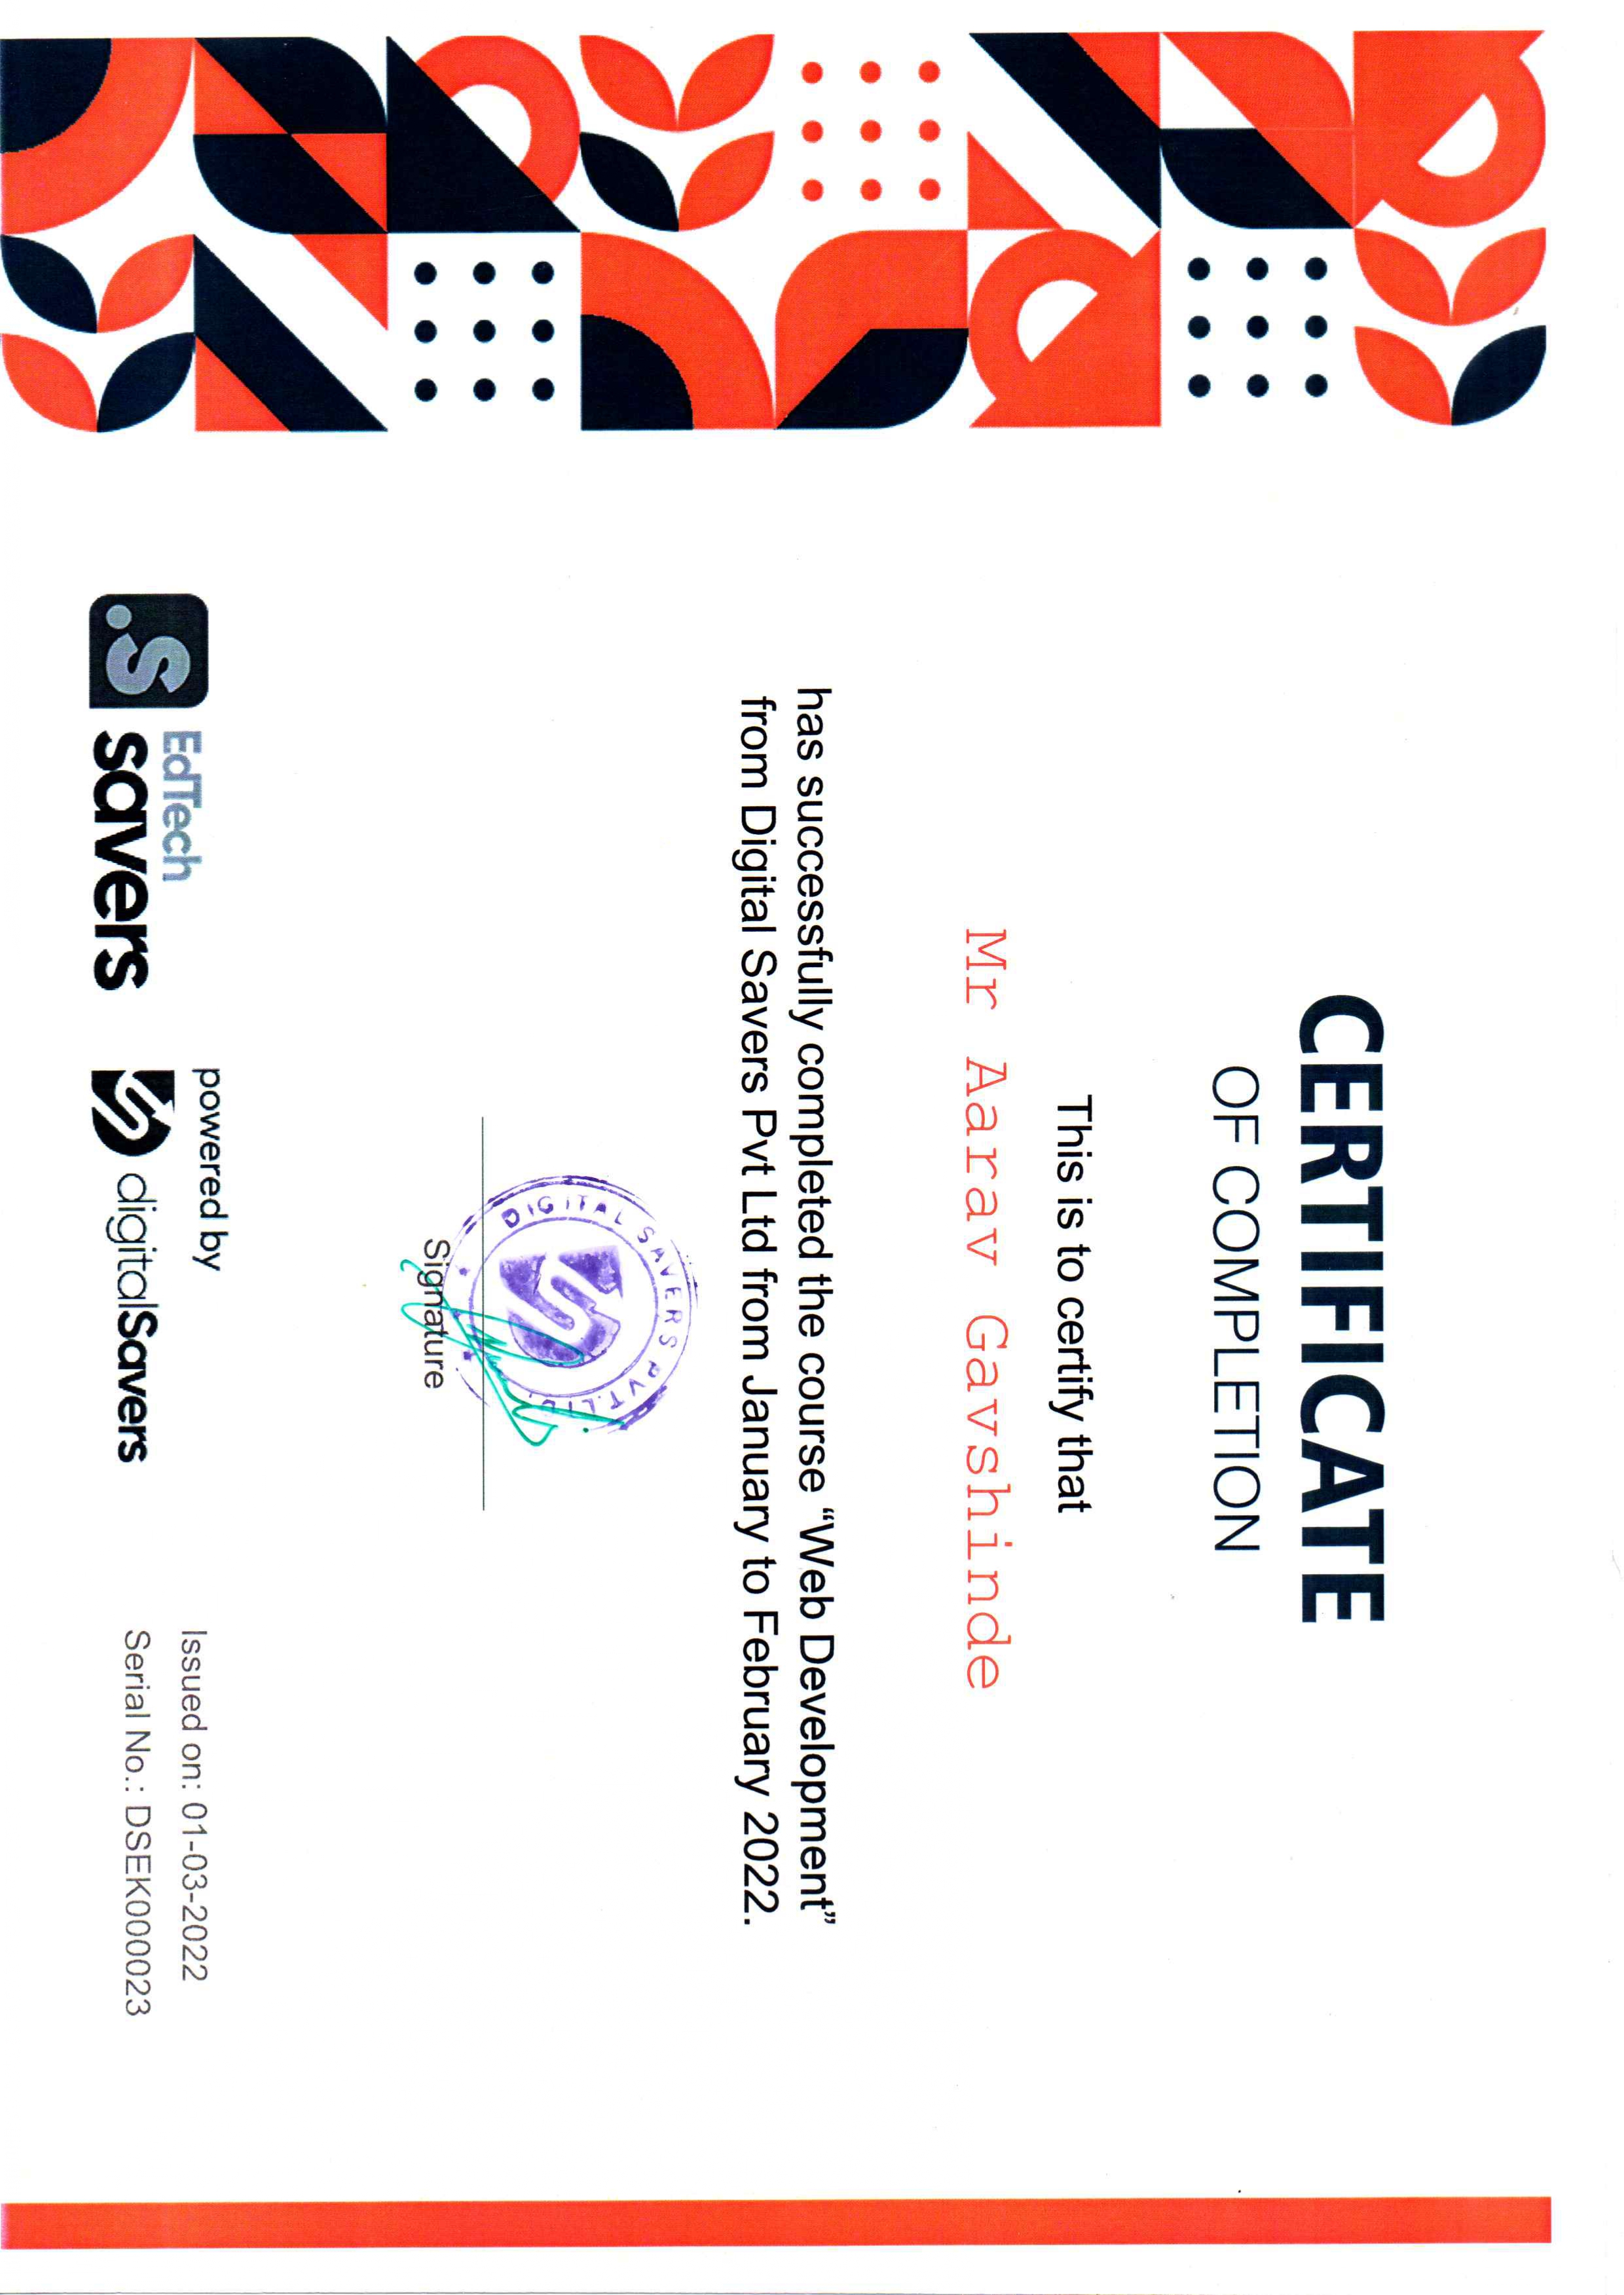 CERTIFICATE
OF COMPLETION
This is to certify that
Mr Aarav Gavshinde
has successfully completed the course “Web Development”
from Digital Savers Pvt Ltd from January to February 2022.
DIGITAL SAVERS PVT.LTD.
Signature
.S EdTech
savers
powered by
digitalSavers
Issued on: 01-03-2022
Serial No.: DSEK000023